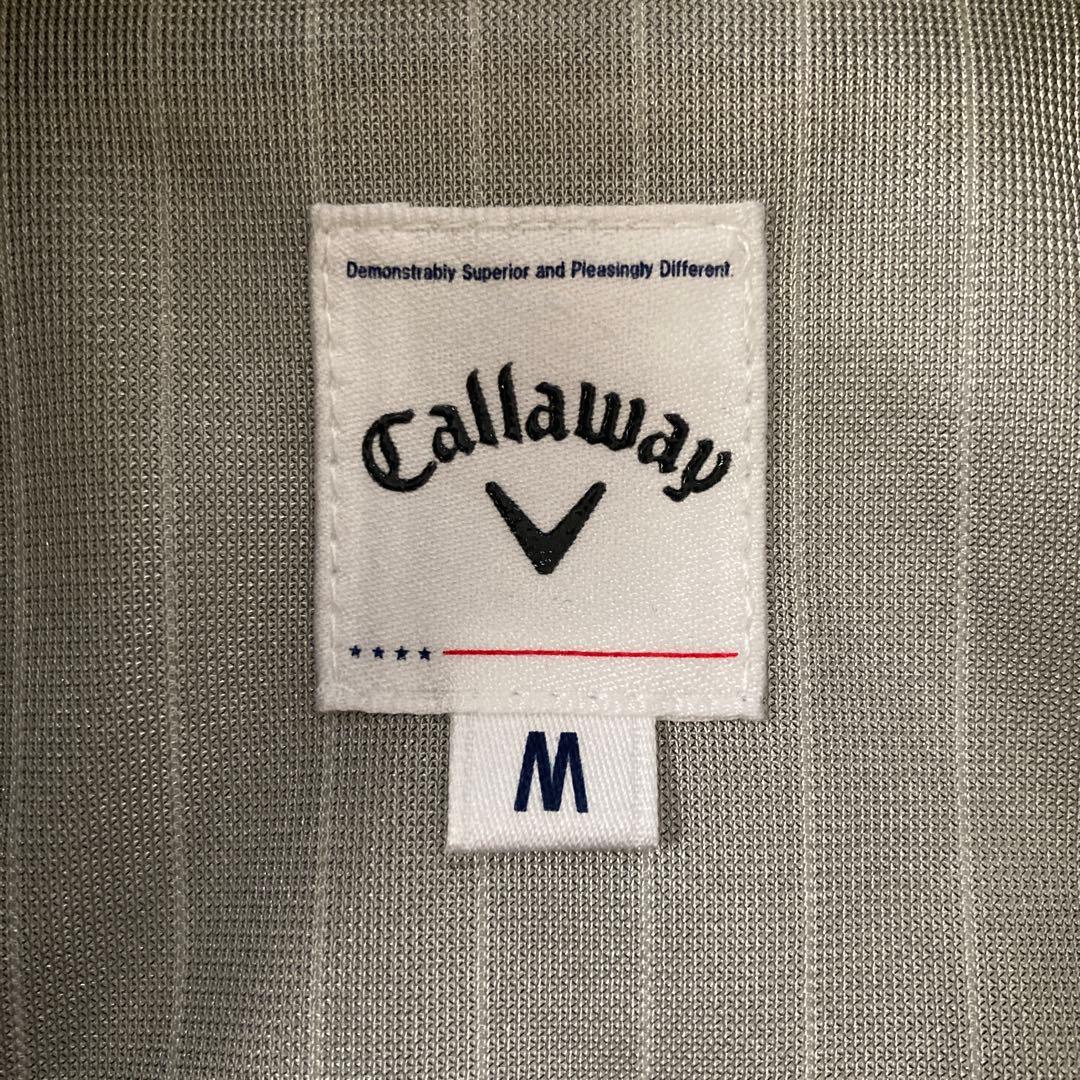 Demonstrably Superior and Pleasingly Different.
Callaway
M